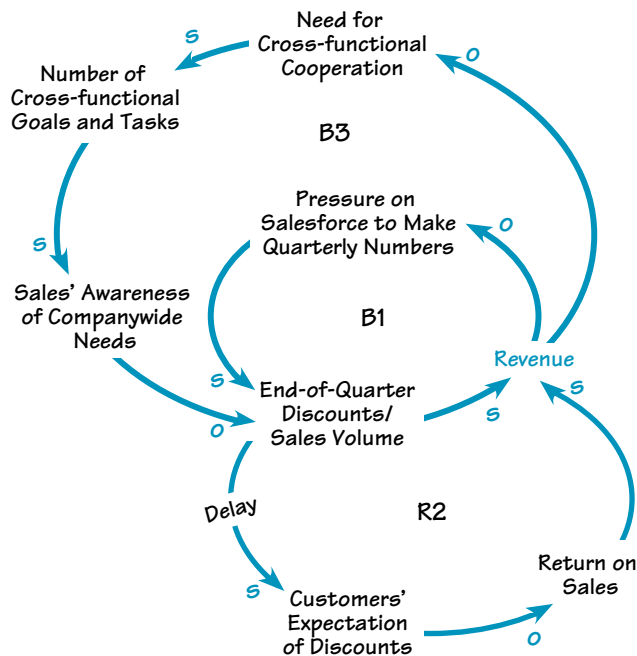 Need for
Cross-functional
Cooperation
S
O
Number of
Cross-functional
Goals and Tasks
B3
Pressure on
Salesforce to Make
Quarterly Numbers
O
S
Sales' Awareness
of Companywide
Needs
B1
Revenue
S
End-of-Quarter
Discounts/
Sales Volume
S
S
O
Delay
R2
Return on
Sales
S
Customers'
Expectation
of Discounts
O